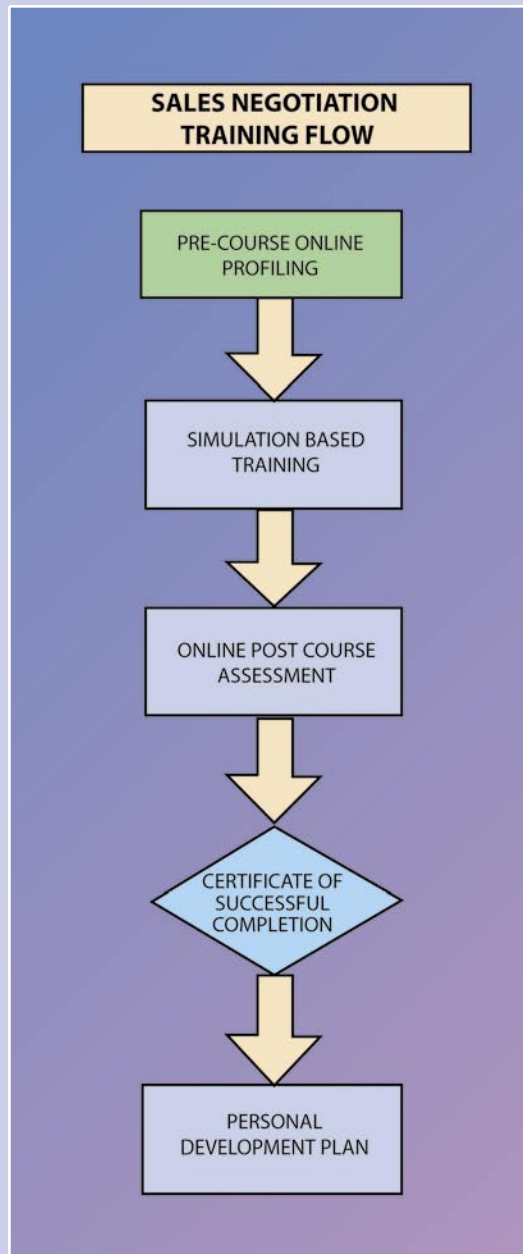 SALES NEGOTIATION
TRAINING FLOW
PRE-COURSE ONLINE
PROFILING
SIMULATION BASED
TRAINING
ONLINE POST COURSE
ASSESSMENT
CERTIFICATE OF
SUCCESSFUL
COMPLETION
PERSONAL
DEVELOPMENT PLAN